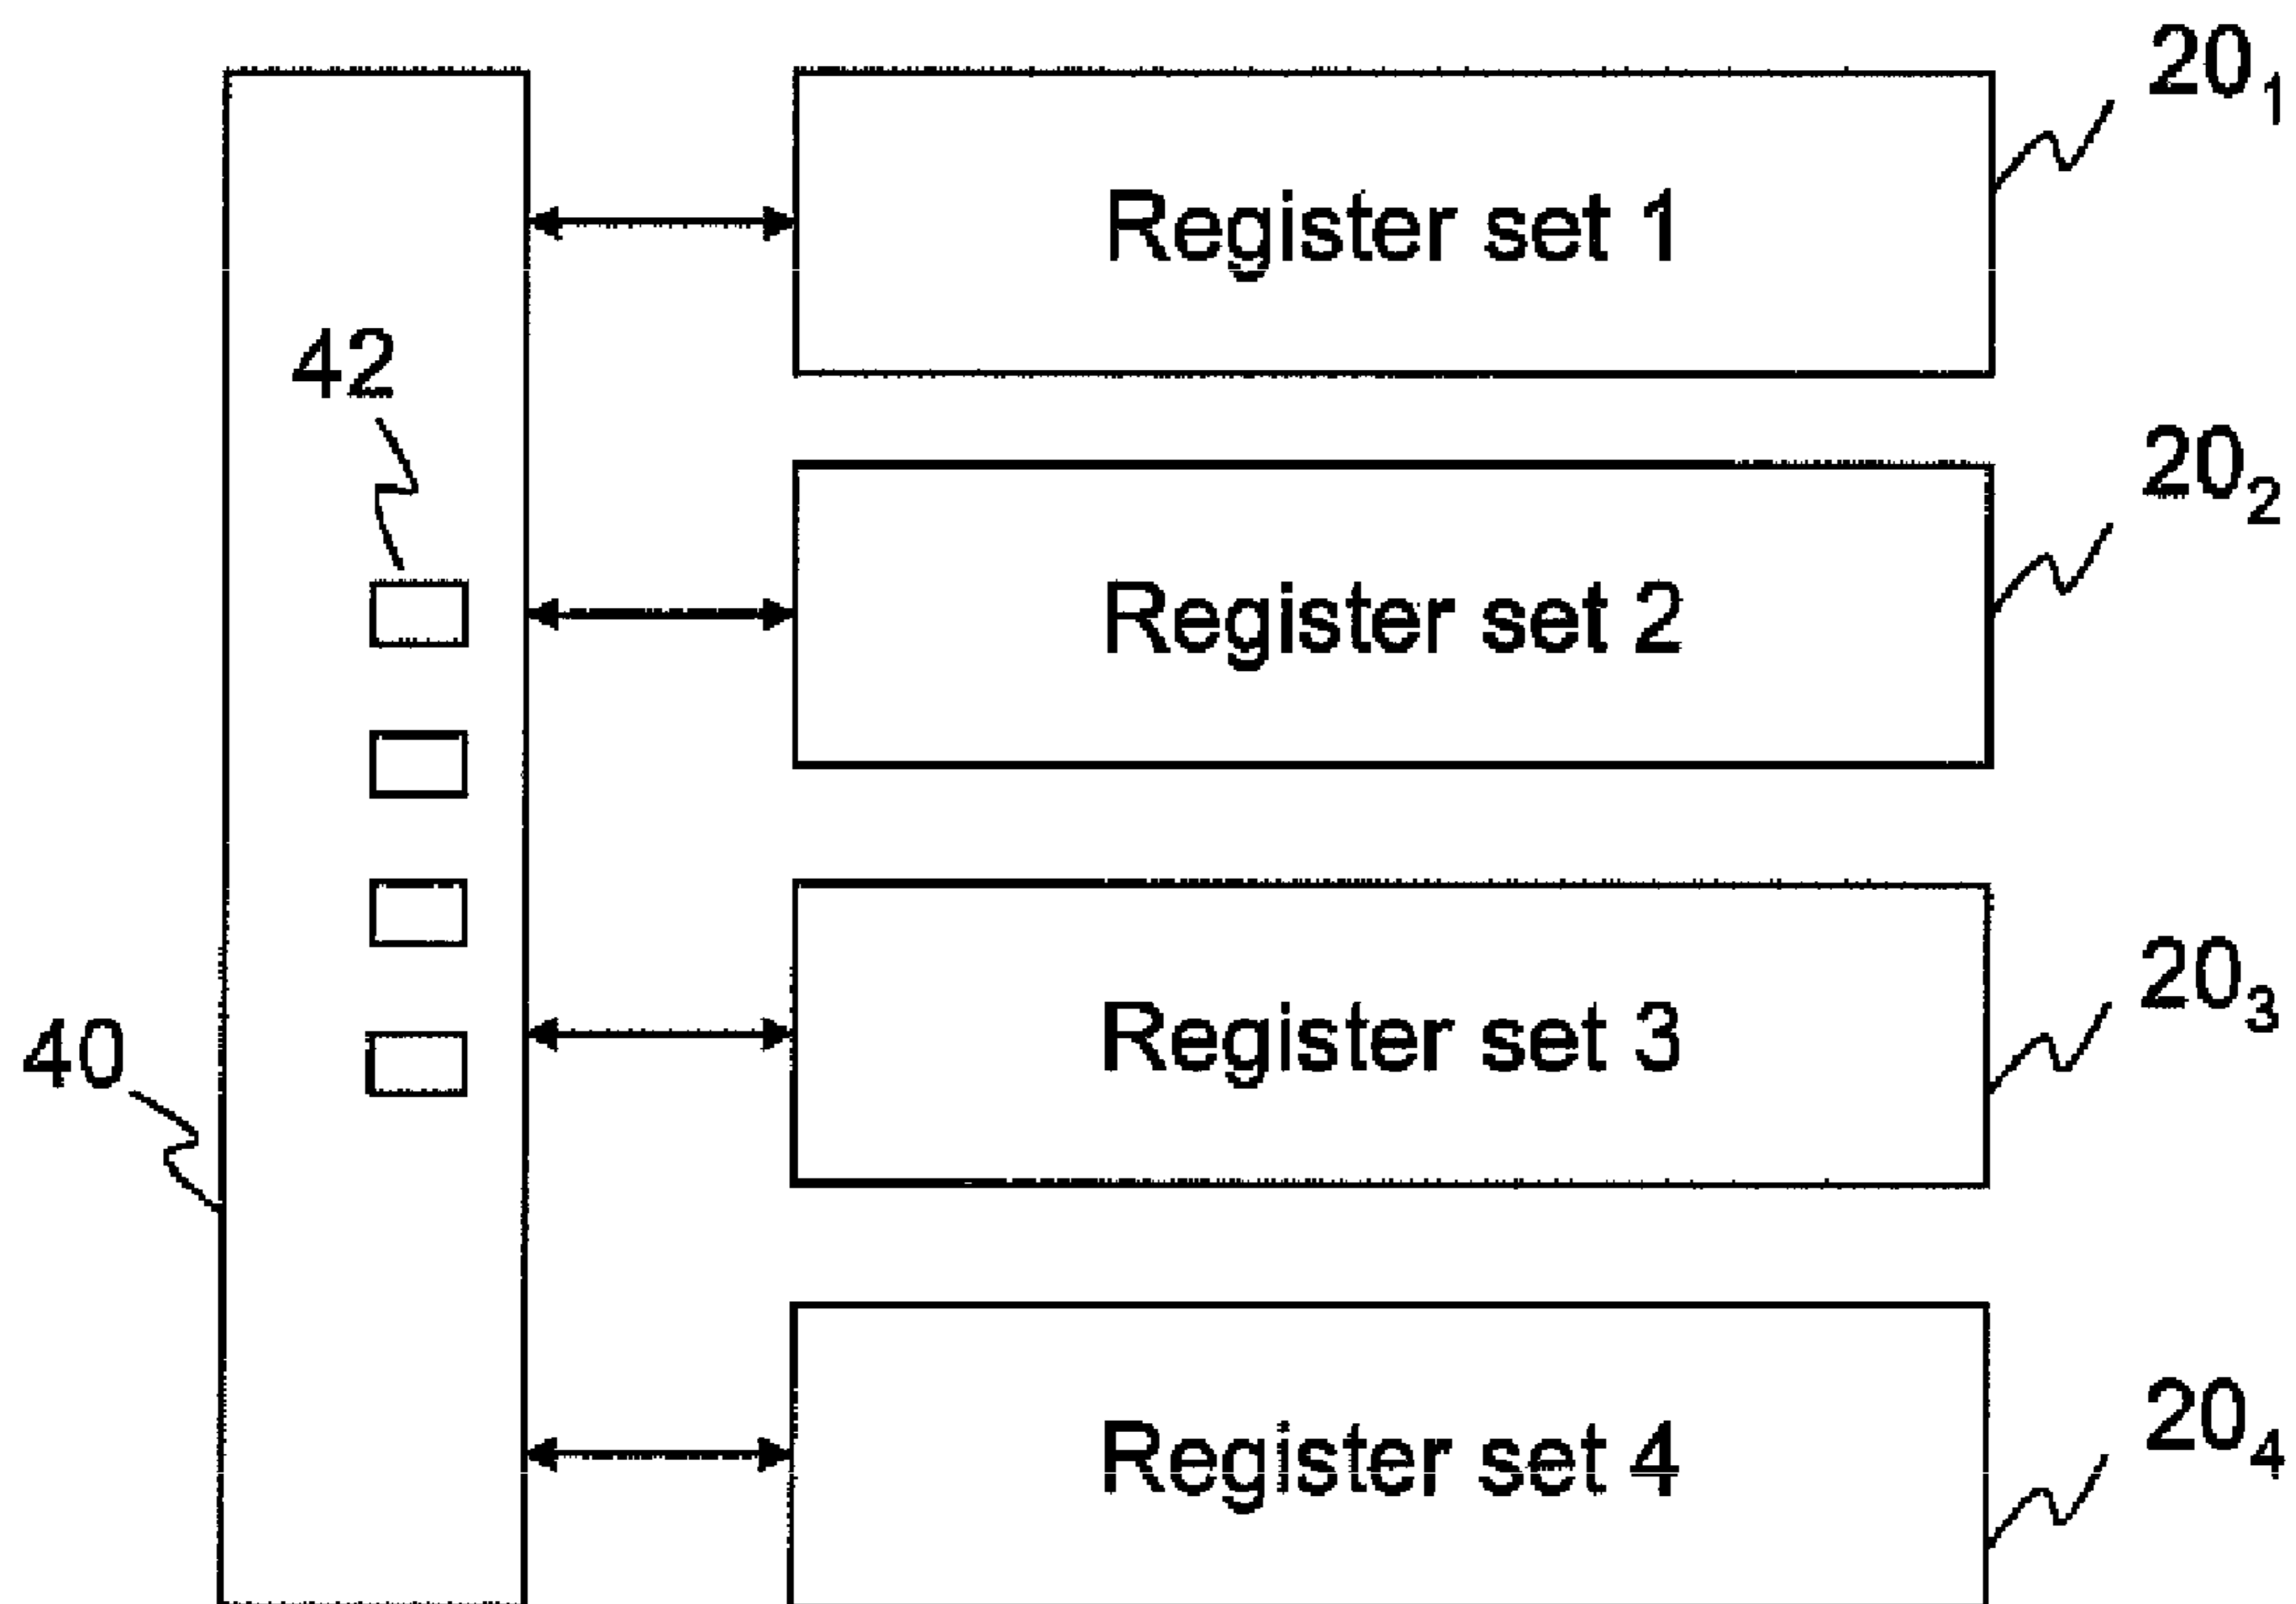 20₁
Register set 1
42
20₂
Register set 2
20₃
Register set 3
40
20₄
Register set 4